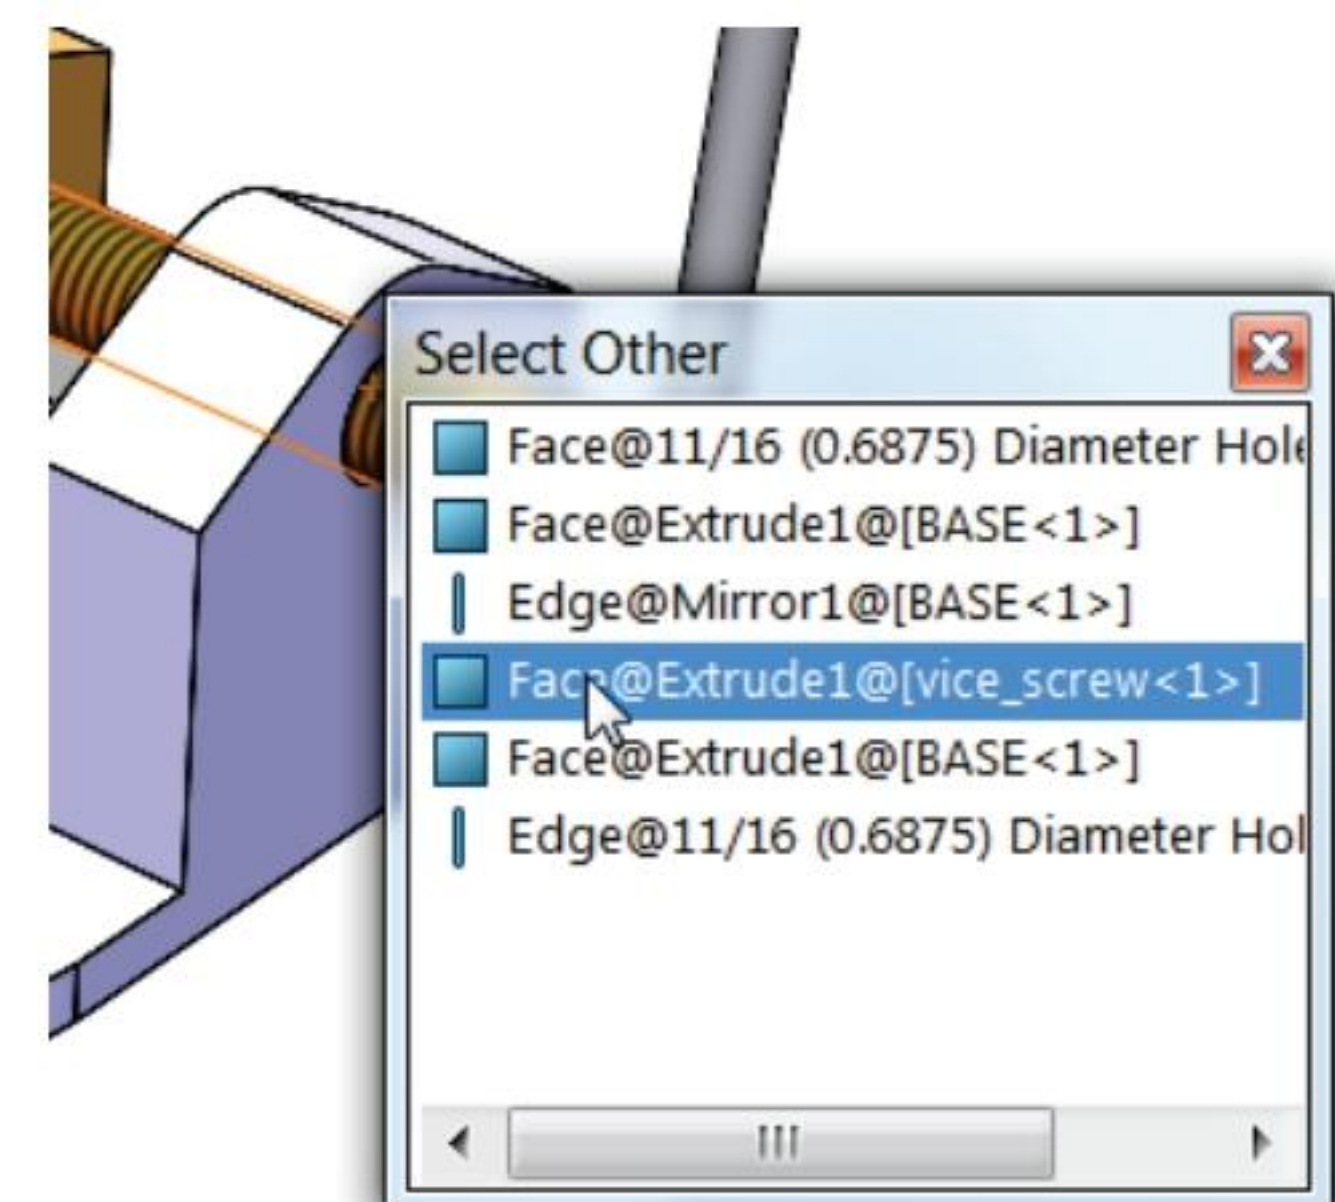 Select Other
Face@11/16 (0.6875) Diameter Hole
Face@Extrude1@[BASE<1>]
Edge@Mirror1@[BASE<1>]
Face@Extrude1@[vice_screw<1>]
Face@Extrude1@[BASE<1>]
Edge@11/16 (0.6875) Diameter Hol